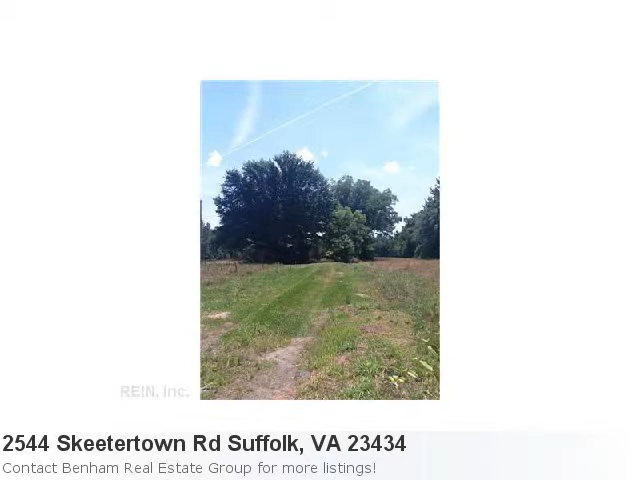 REIN, Inc.
2544 Skeetertown Rd Suffolk, VA 23434
Contact Benham Real Estate Group for more listings!